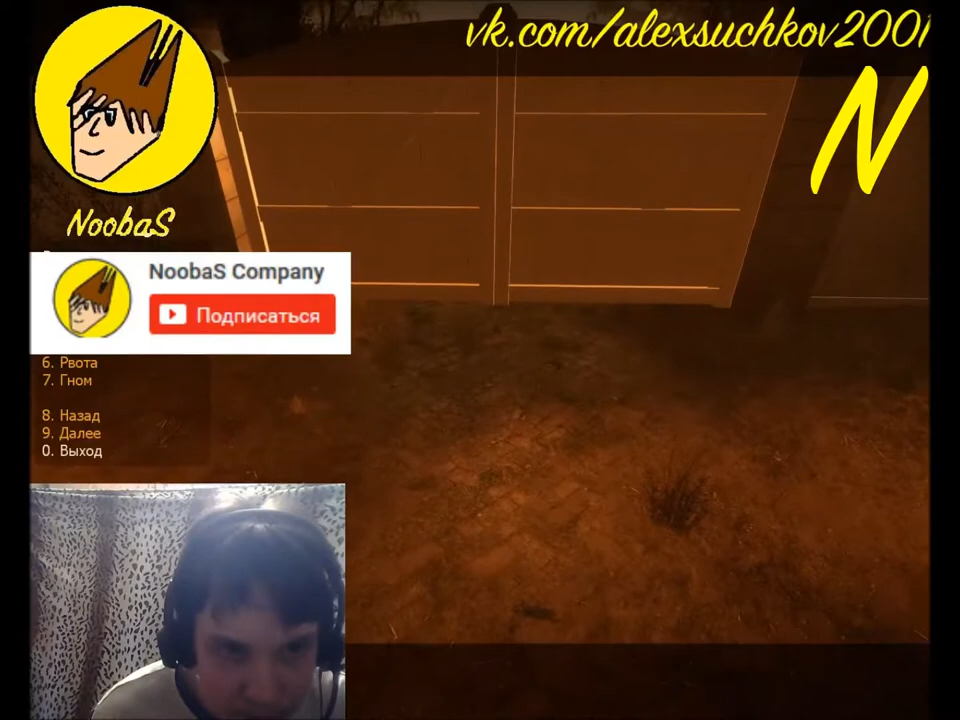 vk.com/alexsuchkov2001
N
NoobaS
NoobaS Company
Подписаться
6. Рвота
7. Гном
8. Назад
9. Далее
0. Выход